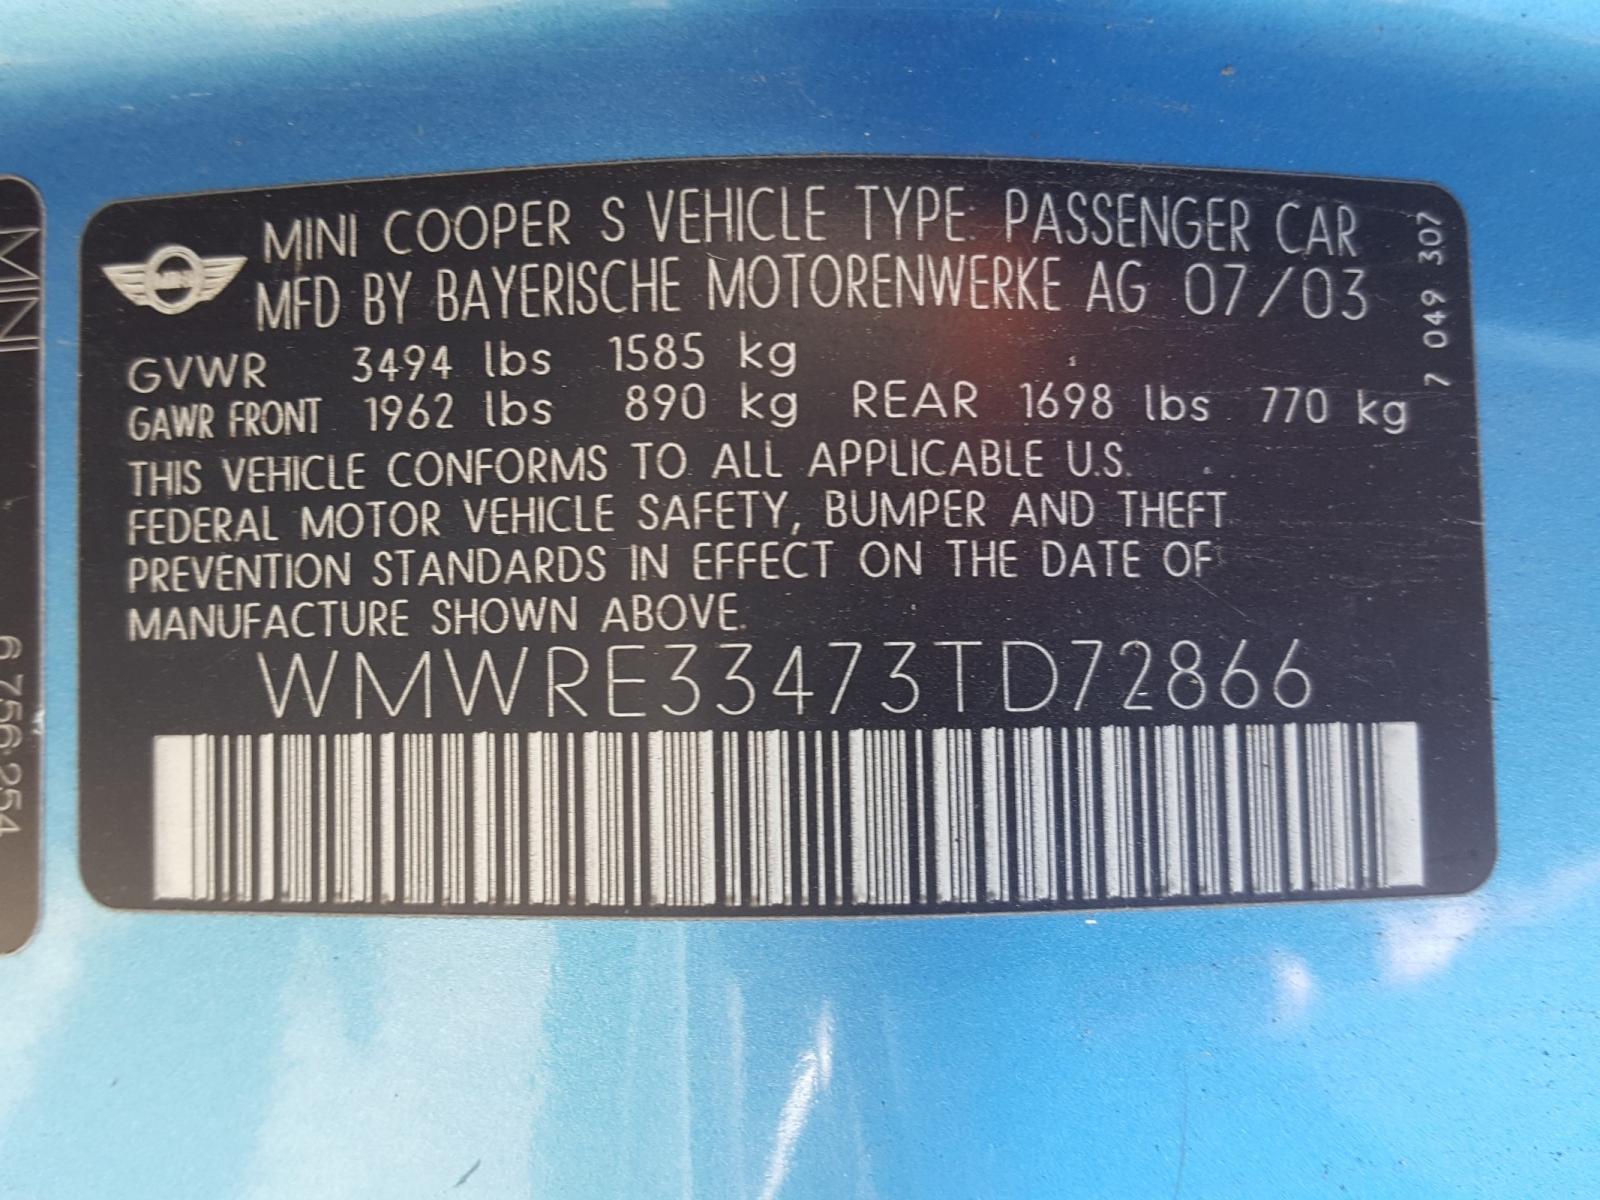 MINI COOPER S VEHICLE TYPE: PASSENGER CAR
MFD BY BAYERISCHE MOTORENWERKE AG 07/03
GVWR 3494 lbs 1585 kg
GAWR FRONT 1962 lbs 890 kg REAR 1698 lbs 770 kg
THIS VEHICLE CONFORMS TO ALL APPLICABLE U.S.
FEDERAL MOTOR VEHICLE SAFETY, BUMPER AND THEFT
PREVENTION STANDARDS IN EFFECT ON THE DATE OF
MANUFACTURE SHOWN ABOVE.
WMWRE33473TD72866
7 049 307
MINI
6756254